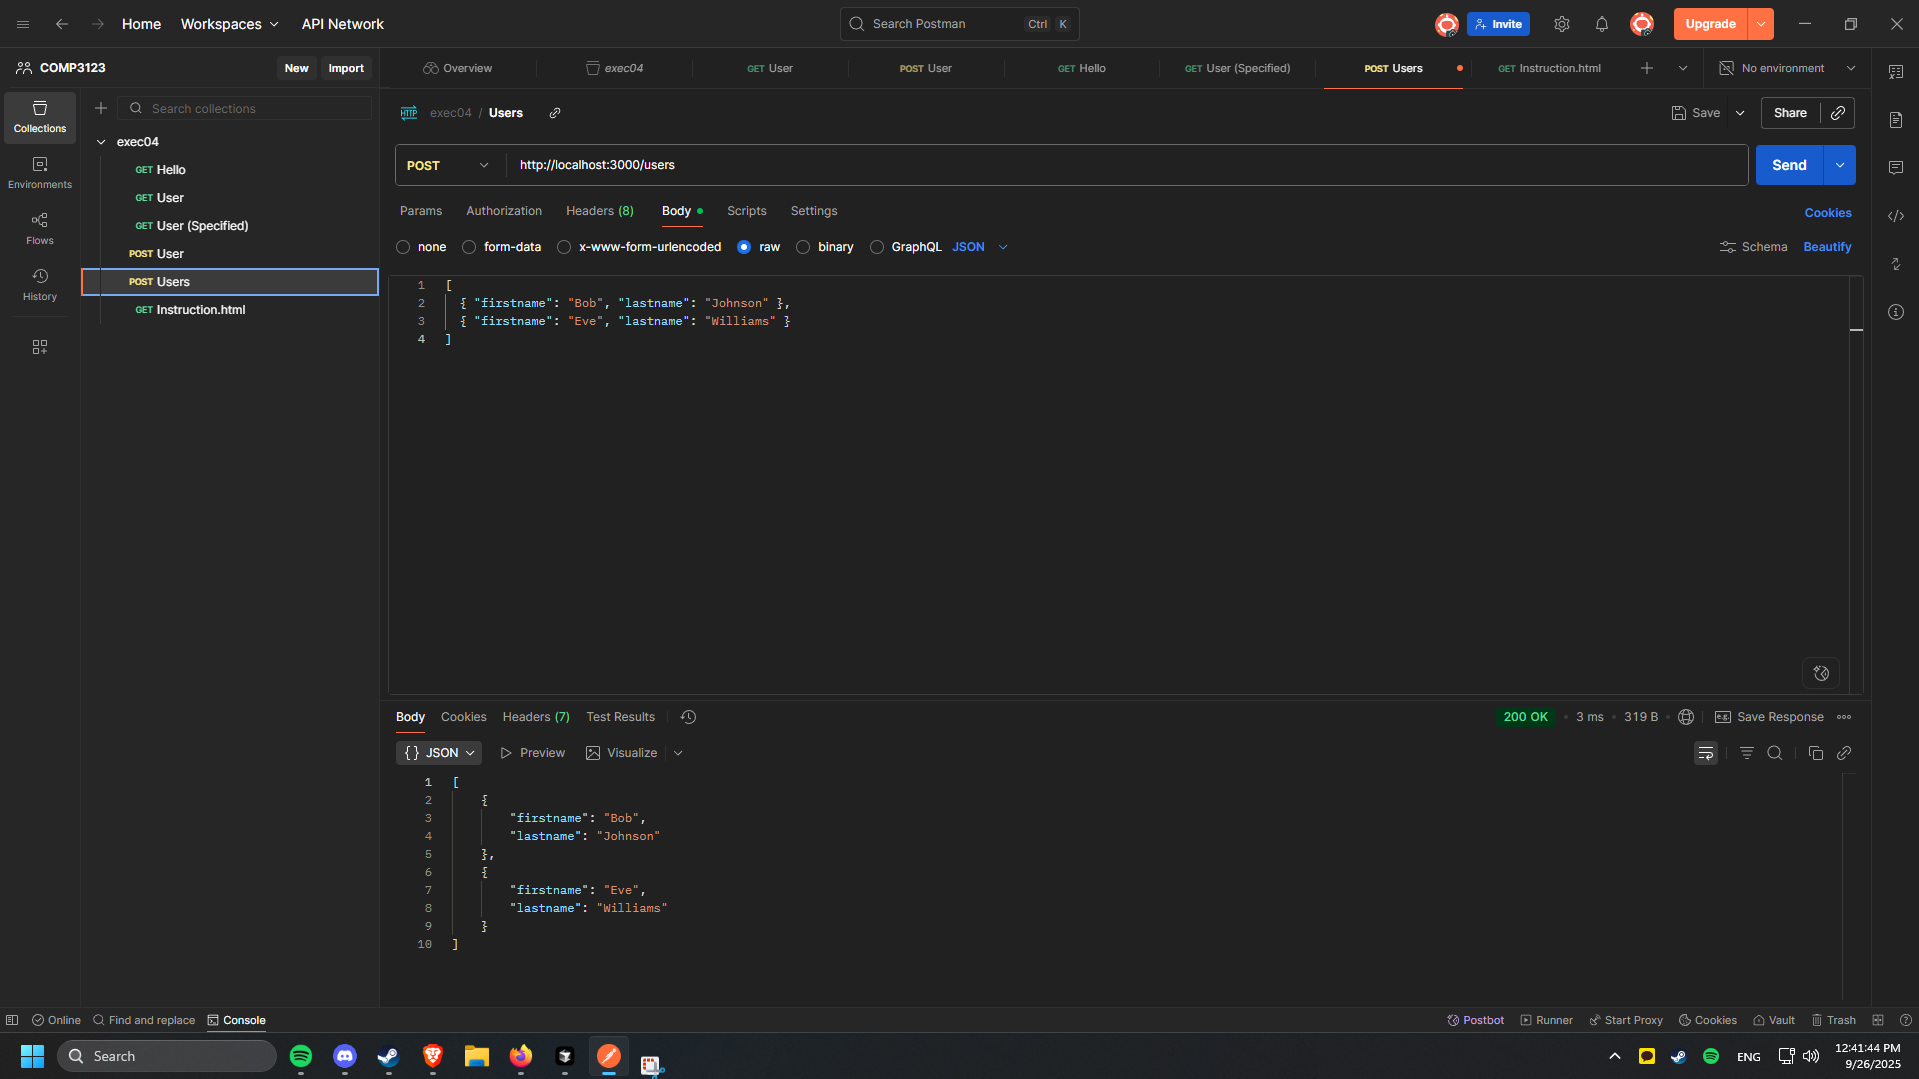 Home Workspaces API Network
Search Postman Ctrl K
Invite Upgrade
COMP3123 New Import
Overview exec04 GET User POST User GET Hello GET User (Specified) POST Users GET Instruction.html No environment
Collections
Environments
Flows
History
Search collections
exec04
GET Hello
GET User
GET User (Specified)
POST User
POST Users
GET Instruction.html
HTTP exec04 / Users Save Share
POST http://localhost:3000/users Send
Params Authorization Headers (8) Body Scripts Settings Cookies
none form-data x-www-form-urlencoded raw binary GraphQL JSON Schema Beautify
1 [
2 { "firstname": "Bob", "lastname": "Johnson" },
3 { "firstname": "Eve", "lastname": "Williams" }
4 ]
Body Cookies Headers (7) Test Results 200 OK • 3 ms • 319 B e.g. Save Response
{} JSON Preview Visualize
1 [
2 {
3 "firstname": "Bob",
4 "lastname": "Johnson"
5 },
6 {
7 "firstname": "Eve",
8 "lastname": "Williams"
9 }
10 ]
Online Find and replace Console Postbot Runner Start Proxy Cookies Vault Trash
Search ENG 12:41:44 PM
9/26/2025